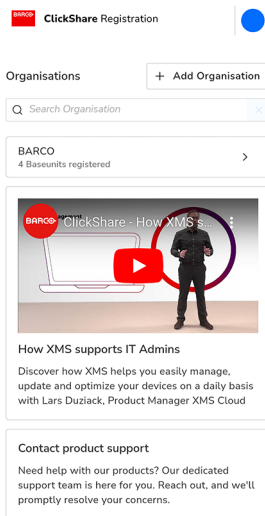 BARCO ClickShare Registration
Organisations
+ Add Organisation
Search Organisation
BARCO
4 Baseunits registered
BARCO
ClickShare - How XMS s...
How XMS supports IT Admins
Discover how XMS helps you easily manage,
update and optimize your devices on a daily basis
with Lars Duziack, Product Manager XMS Cloud
Contact product support
Need help with our products? Our dedicated
support team is here for you. Reach out, and we'll
promptly resolve your concerns.